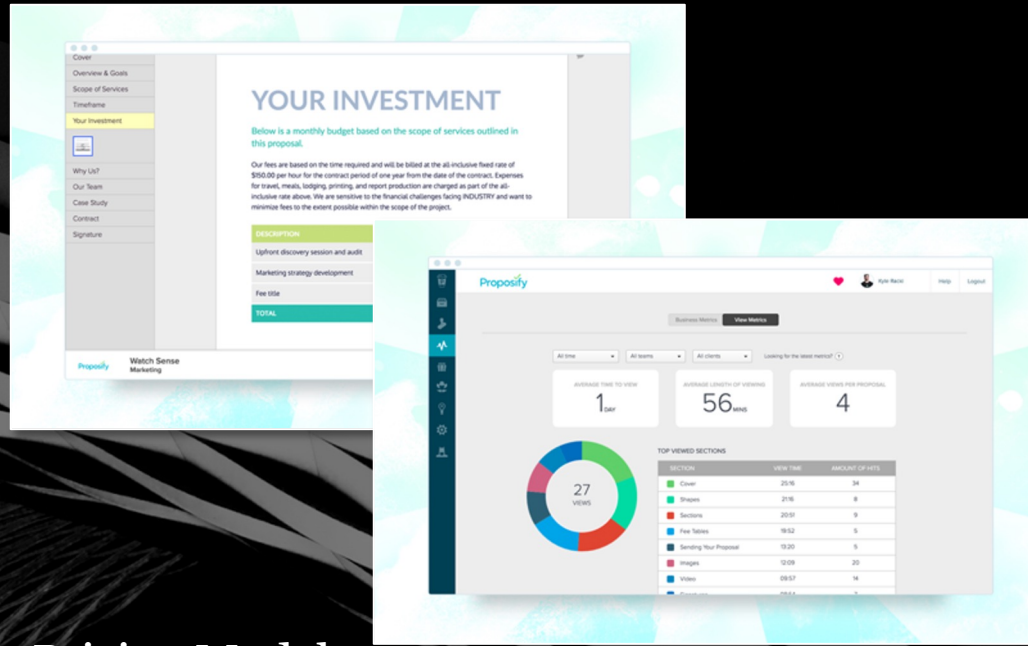 Cover
Overview & Goals
Scope of Services
Timeframe
Your Investment
Why Us?
Our Team
Case Study
Contract
Signature
YOUR INVESTMENT
Below is a monthly budget based on the scope of services outlined in
this proposal.
Our fees are based on the time required and will be billed at the all-inclusive fixed rate of
$150.00 per hour for the contract period of one year from the date of the contract. Expenses
for travel, meals, lodging, printing, and report production are charged as part of the all-
inclusive rate above. We are sensitive to the financial challenges facing INDUSTRY and want to
minimize fees to the extent possible within the scope of the project.
DESCRIPTION
Upfront discovery session and audit
Marketing strategy development
Fee title
TOTAL
Proposify
Watch Sense
Marketing
Proposify
Kyle Racki
Help
Logout
Business Metrics
View Metrics
All time
All teams
All clients
Looking for the latest metrics? ?
AVERAGE TIME TO VIEW
1 DAY
AVERAGE LENGTH OF VIEWING
56 MINS
AVERAGE VIEWS PER PROPOSAL
4
27
VIEWS
TOP VIEWED SECTIONS
SECTION VIEW TIME AMOUNT OF HITS
Cover 25:16 34
Shapes 21:16 8
Sections 20:51 9
Fee Tables 19:52 5
Sending Your Proposal 13:20 5
Images 12:09 20
Video 09:57 14